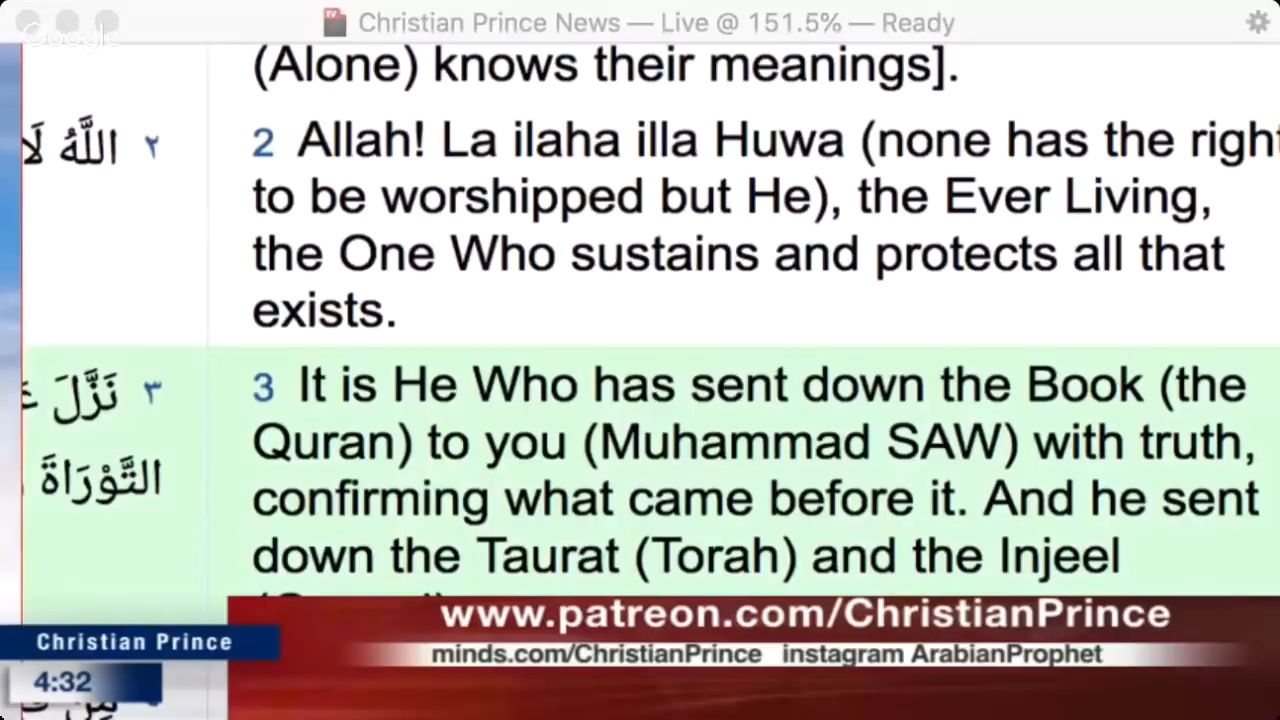 Christian Prince News — Live @ 151.5% — Ready
Google
(Alone) knows their meanings].
2 Allah! La ilaha illa Huwa (none has the right
to be worshipped but He), the Ever Living,
the One Who sustains and protects all that
exists.
٢ اللَّهُ لَا
3 It is He Who has sent down the Book (the
Quran) to you (Muhammad SAW) with truth,
confirming what came before it. And he sent
down the Taurat (Torah) and the Injeel
٣ نَزَّلَ
التَّوْرَاةَ
www.patreon.com/ChristianPrince
minds.com/ChristianPrince instagram ArabianProphet
Christian Prince
4:32